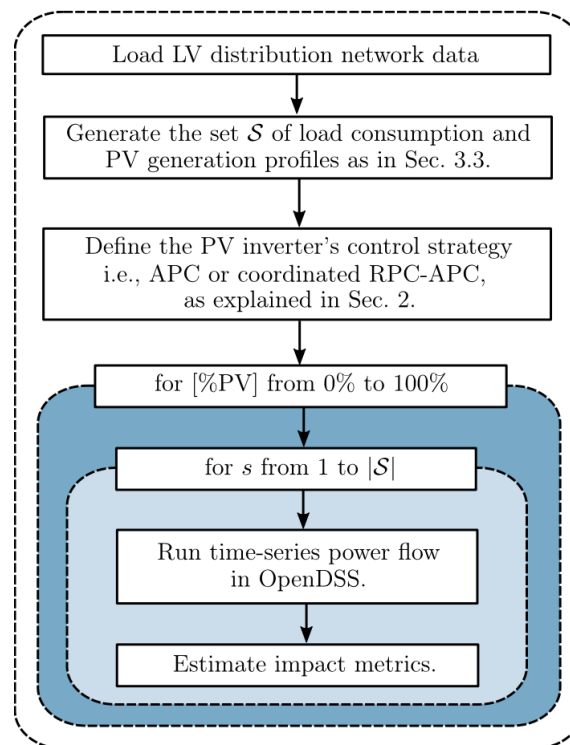 Load LV distribution network data
Generate the set 𝒮 of load consumption and
PV generation profiles as in Sec. 3.3.
Define the PV inverter's control strategy
i.e., APC or coordinated RPC-APC,
as explained in Sec. 2.
for [%PV] from 0% to 100%
for s from 1 to |𝒮|
Run time-series power flow
in OpenDSS.
Estimate impact metrics.